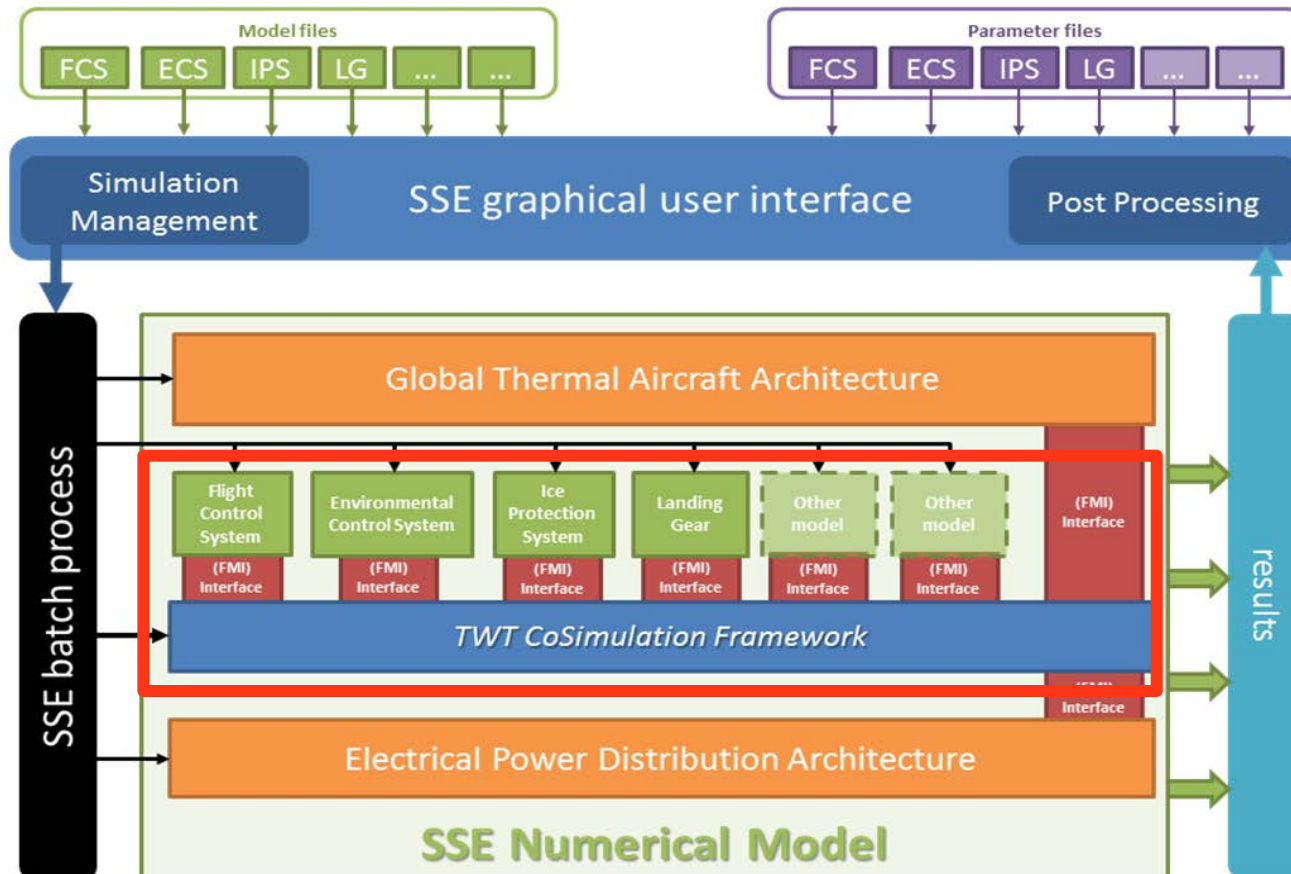 Model files
FCS ECS IPS LG ... ...
Parameter files
FCS ECS IPS LG ... ...
Simulation
Management
SSE graphical user interface
Post Processing
SSE batch process
Global Thermal Aircraft Architecture
Flight
Control
System
Environmental
Control System
Ice
Protection
System
Landing
Gear
Other
model
Other
model
(FMI)
Interface
(FMI)
Interface
(FMI)
Interface
(FMI)
Interface
(FMI)
Interface
(FMI)
Interface
(FMI)
Interface
TWT CoSimulation Framework
(FMI)
Interface
Electrical Power Distribution Architecture
SSE Numerical Model
results